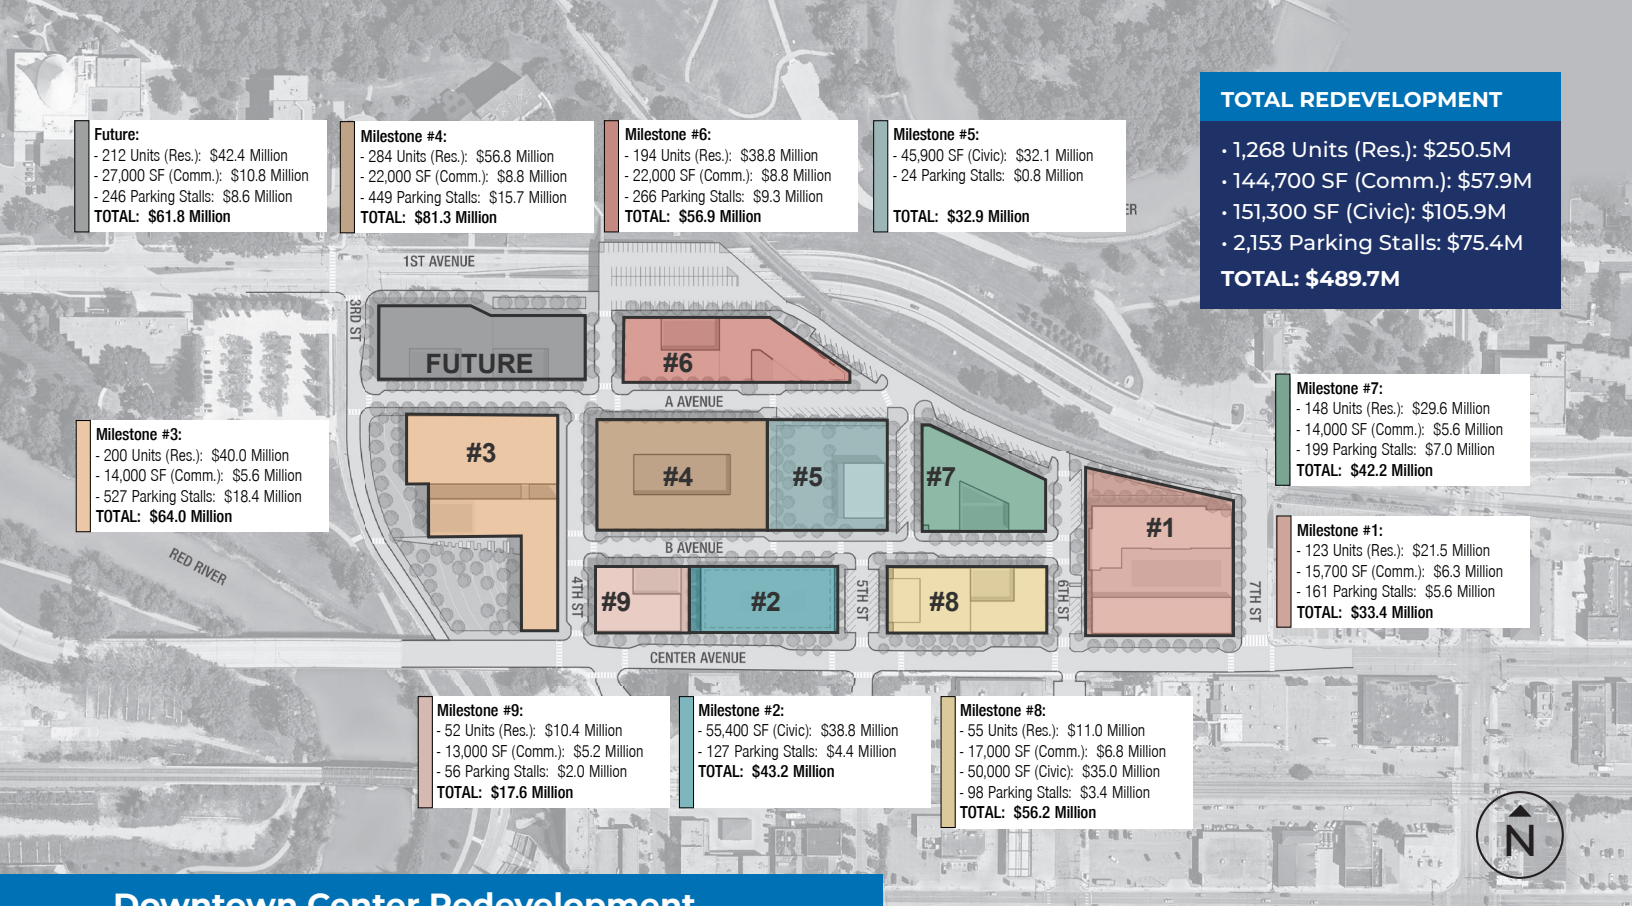 TOTAL REDEVELOPMENT
• 1,268 Units (Res.): $250.5M
• 144,700 SF (Comm.): $57.9M
• 151,300 SF (Civic): $105.9M
• 2,153 Parking Stalls: $75.4M
TOTAL: $489.7M
Future:
- 212 Units (Res.): $42.4 Million
- 27,000 SF (Comm.): $10.8 Million
- 246 Parking Stalls: $8.6 Million
TOTAL: $61.8 Million
Milestone #4:
- 284 Units (Res.): $56.8 Million
- 22,000 SF (Comm.): $8.8 Million
- 449 Parking Stalls: $15.7 Million
TOTAL: $81.3 Million
Milestone #6:
- 194 Units (Res.): $38.8 Million
- 22,000 SF (Comm.): $8.8 Million
- 266 Parking Stalls: $9.3 Million
TOTAL: $56.9 Million
Milestone #5:
- 45,900 SF (Civic): $32.1 Million
- 24 Parking Stalls: $0.8 Million
TOTAL: $32.9 Million
ER
1ST AVENUE
3RD ST
FUTURE
#6
A AVENUE
Milestone #7:
- 148 Units (Res.): $29.6 Million
- 14,000 SF (Comm.): $5.6 Million
- 199 Parking Stalls: $7.0 Million
TOTAL: $42.2 Million
Milestone #3:
- 200 Units (Res.): $40.0 Million
- 14,000 SF (Comm.): $5.6 Million
- 527 Parking Stalls: $18.4 Million
TOTAL: $64.0 Million
#3
#4
#5
#7
#1
Milestone #1:
- 123 Units (Res.): $21.5 Million
- 15,700 SF (Comm.): $6.3 Million
- 161 Parking Stalls: $5.6 Million
TOTAL: $33.4 Million
B AVENUE
RED RIVER
4TH ST
#9
#2
5TH ST
#8
6TH ST
7TH ST
CENTER AVENUE
Milestone #9:
- 52 Units (Res.): $10.4 Million
- 13,000 SF (Comm.): $5.2 Million
- 56 Parking Stalls: $2.0 Million
TOTAL: $17.6 Million
Milestone #2:
- 55,400 SF (Civic): $38.8 Million
- 127 Parking Stalls: $4.4 Million
TOTAL: $43.2 Million
Milestone #8:
- 55 Units (Res.): $11.0 Million
- 17,000 SF (Comm.): $6.8 Million
- 50,000 SF (Civic): $35.0 Million
- 98 Parking Stalls: $3.4 Million
TOTAL: $56.2 Million
N
Downtown Center Redevelopment